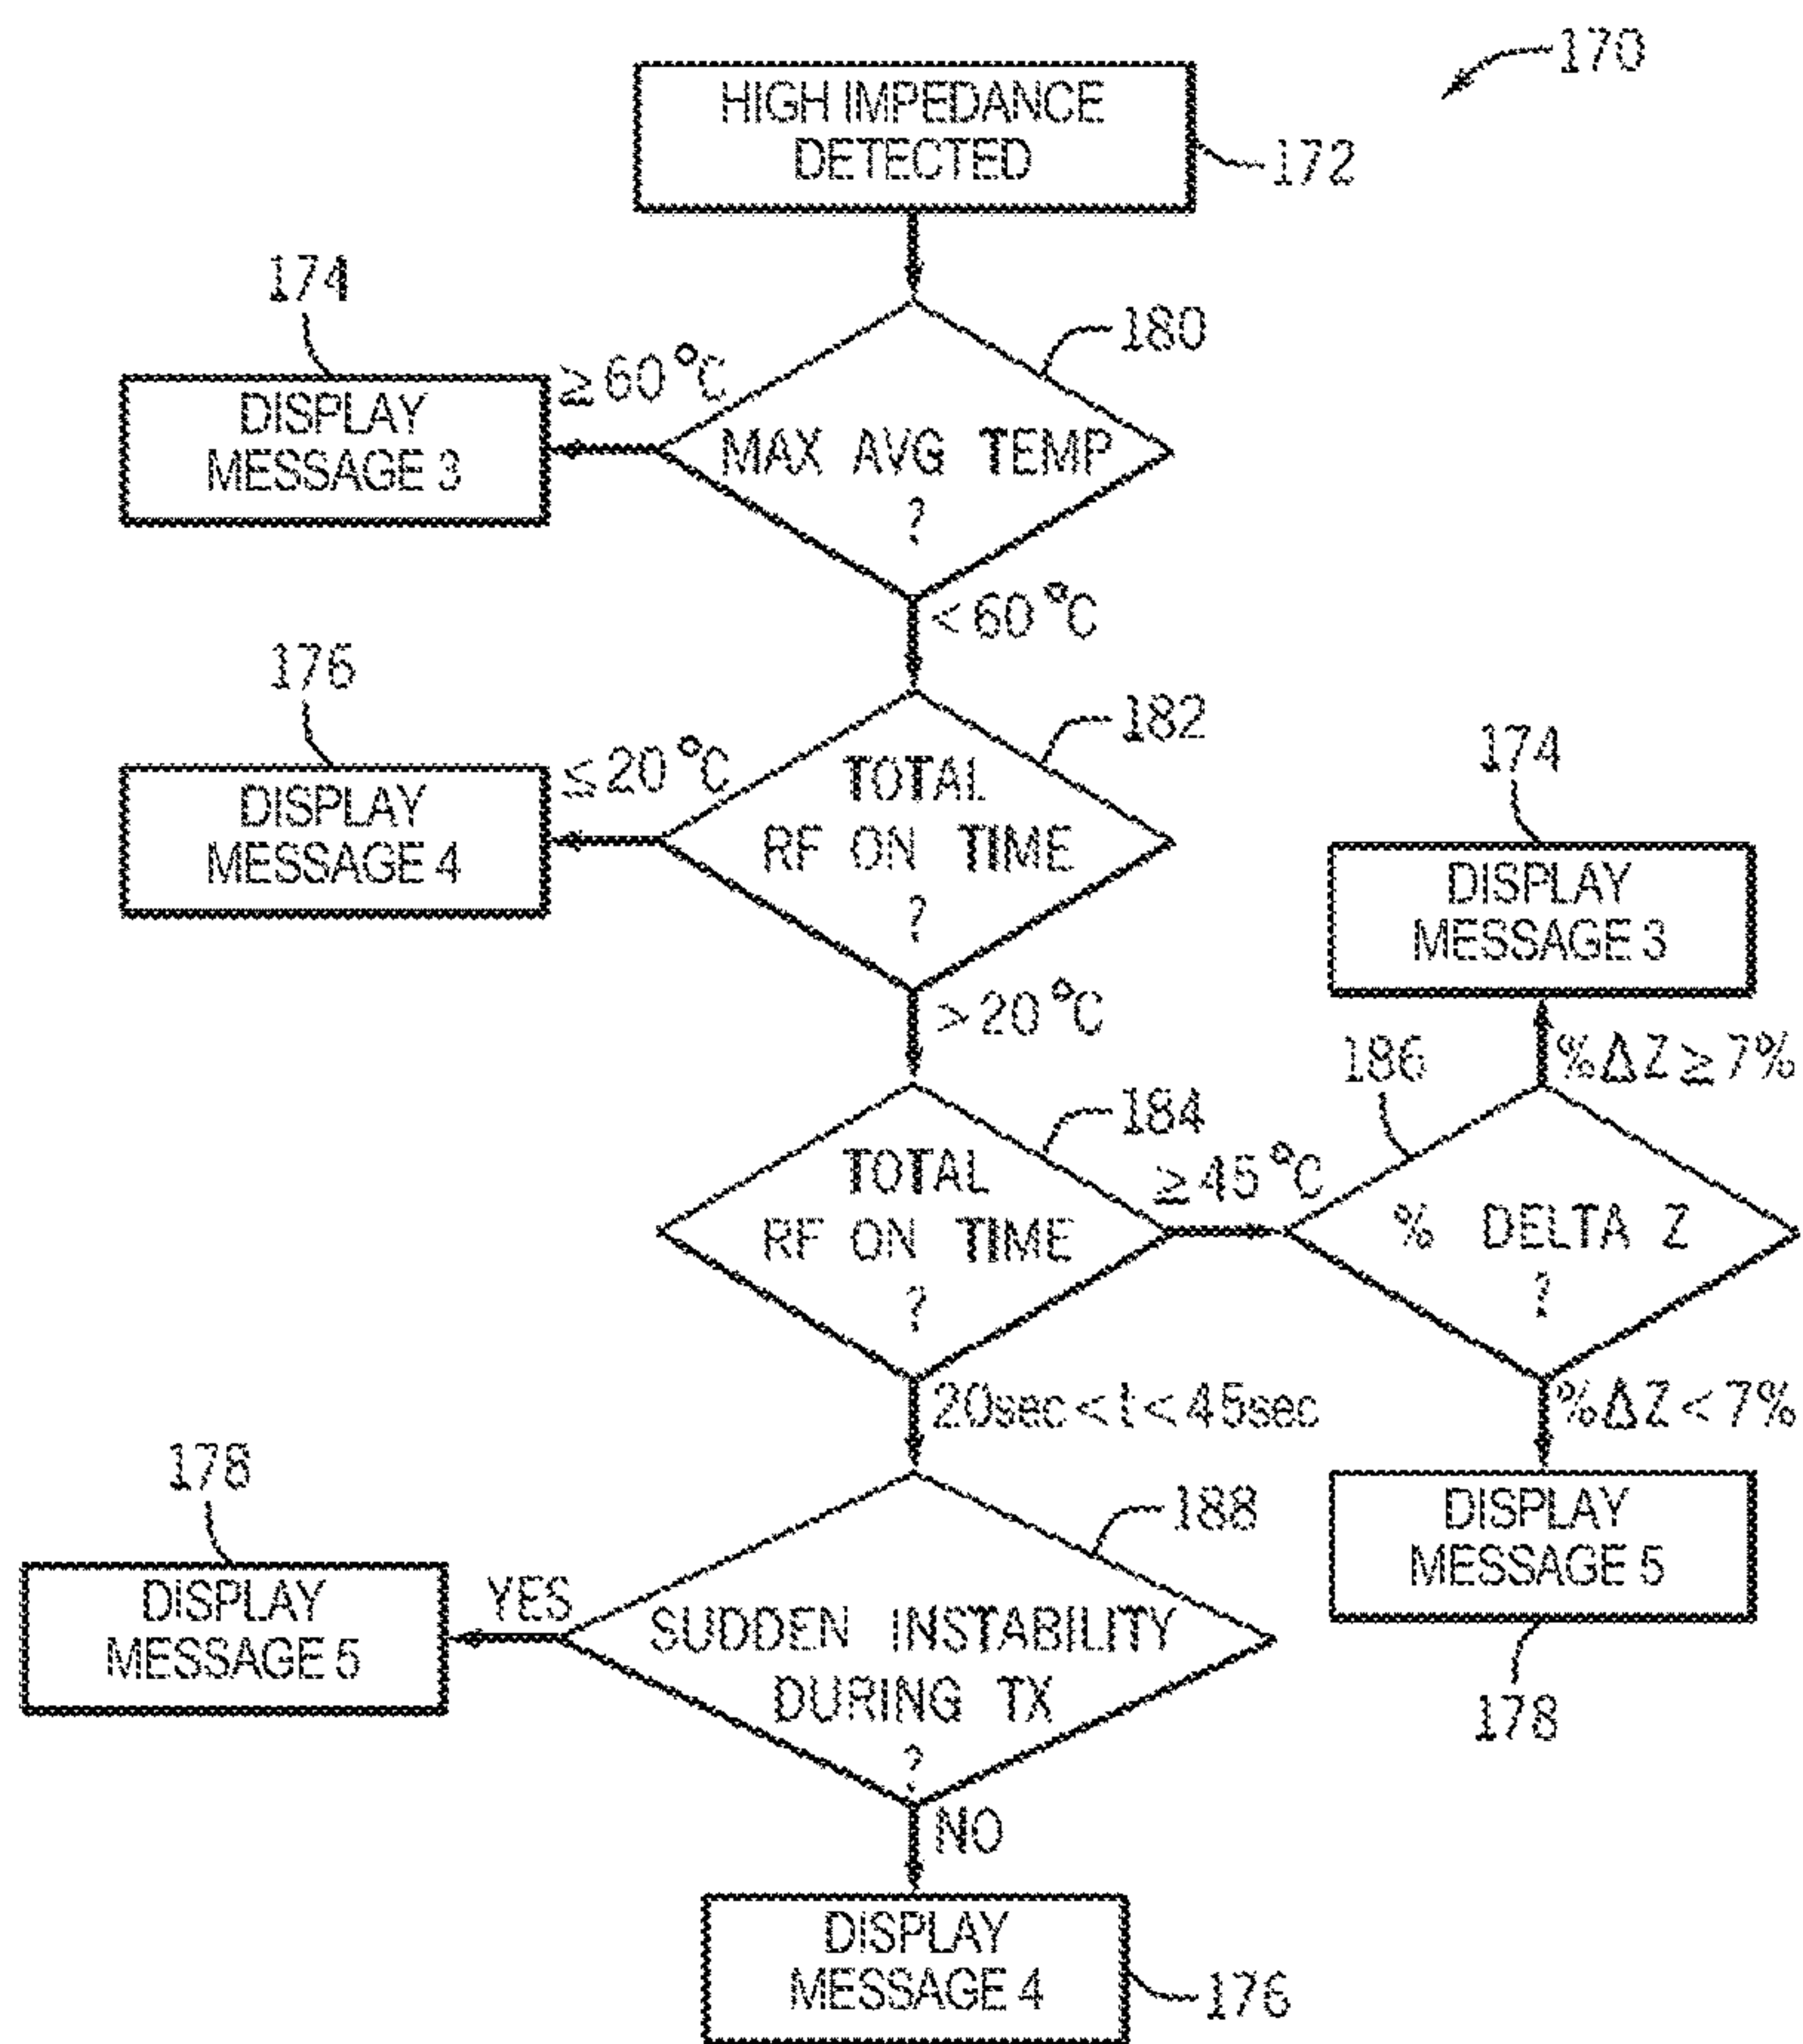 170
HIGH IMPEDANCE
DETECTED
172
174
180
≥60°C
DISPLAY
MESSAGE 3
MAX AVG TEMP
?
<60°C
176
182
≤20°C
DISPLAY
MESSAGE 4
TOTAL
RF ON TIME
?
>20°C
174
DISPLAY
MESSAGE 3
186
%ΔZ≥7%
184
≥45°C
TOTAL
RF ON TIME
?
% DELTA Z
?
20sec<t<45sec
%ΔZ<7%
178
188
DISPLAY
MESSAGE 5
178
YES
DISPLAY
MESSAGE 5
SUDDEN INSTABILITY
DURING TX
?
NO
DISPLAY
MESSAGE 4
176